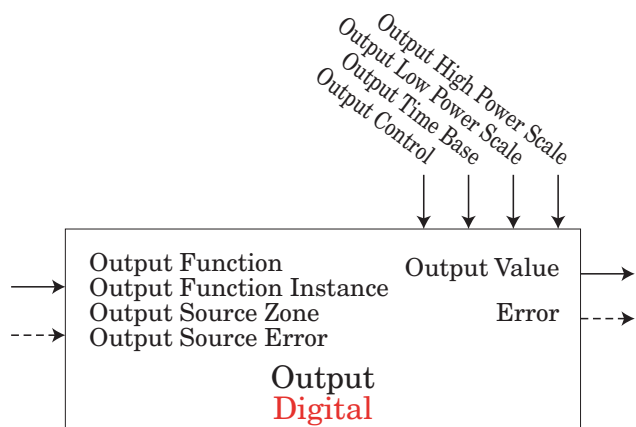 Output High Power Scale
Output Low Power Scale
Output Time Base
Output Control
Output Function
Output Function Instance
Output Source Zone
Output Source Error
Output Value
Error
Output
Digital